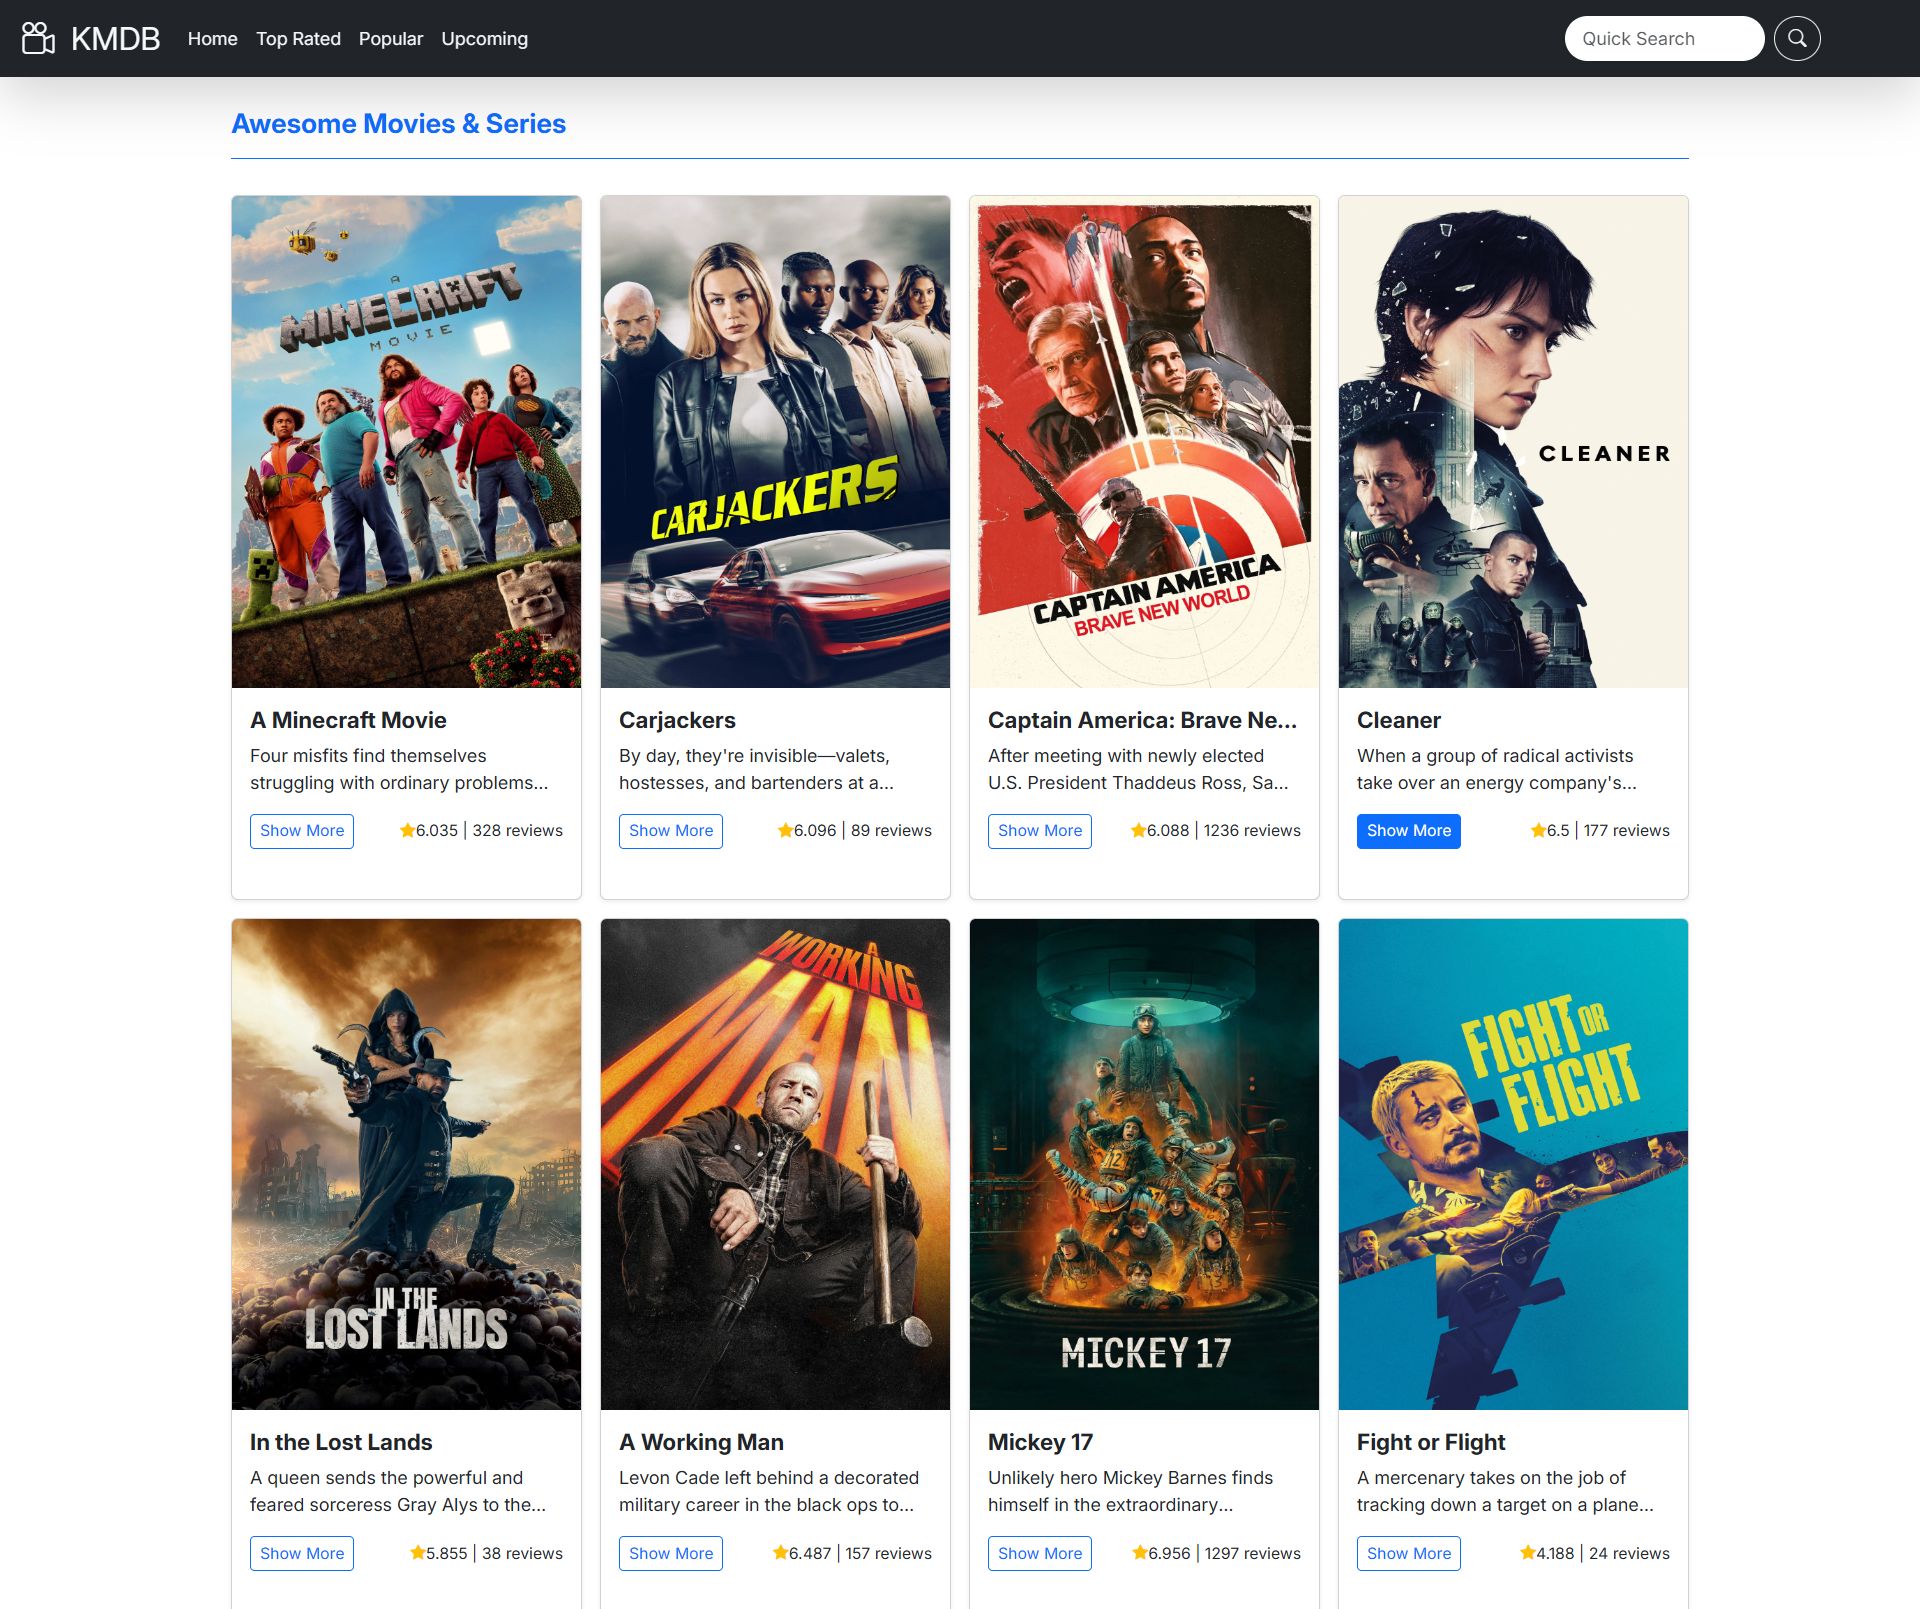 KMDB Home Top Rated Popular Upcoming Quick Search
Awesome Movies & Series
A
MINECRAFT
MOVIE
CARJACKERS
CAPTAIN AMERICA
BRAVE NEW WORLD
CLEANER
A Minecraft Movie
Four misfits find themselves
struggling with ordinary problems...
Show More 6.035 | 328 reviews
Carjackers
By day, they're invisible—valets,
hostesses, and bartenders at a...
Show More 6.096 | 89 reviews
Captain America: Brave Ne...
After meeting with newly elected
U.S. President Thaddeus Ross, Sa...
Show More 6.088 | 1236 reviews
Cleaner
When a group of radical activists
take over an energy company's...
Show More 6.5 | 177 reviews
IN THE
LOST LANDS
A
WORKING
MAN
MICKEY 17
FIGHT OR
FLIGHT
In the Lost Lands
A queen sends the powerful and
feared sorceress Gray Alys to the...
Show More 5.855 | 38 reviews
A Working Man
Levon Cade left behind a decorated
military career in the black ops to...
Show More 6.487 | 157 reviews
Mickey 17
Unlikely hero Mickey Barnes finds
himself in the extraordinary...
Show More 6.956 | 1297 reviews
Fight or Flight
A mercenary takes on the job of
tracking down a target on a plane...
Show More 4.188 | 24 reviews